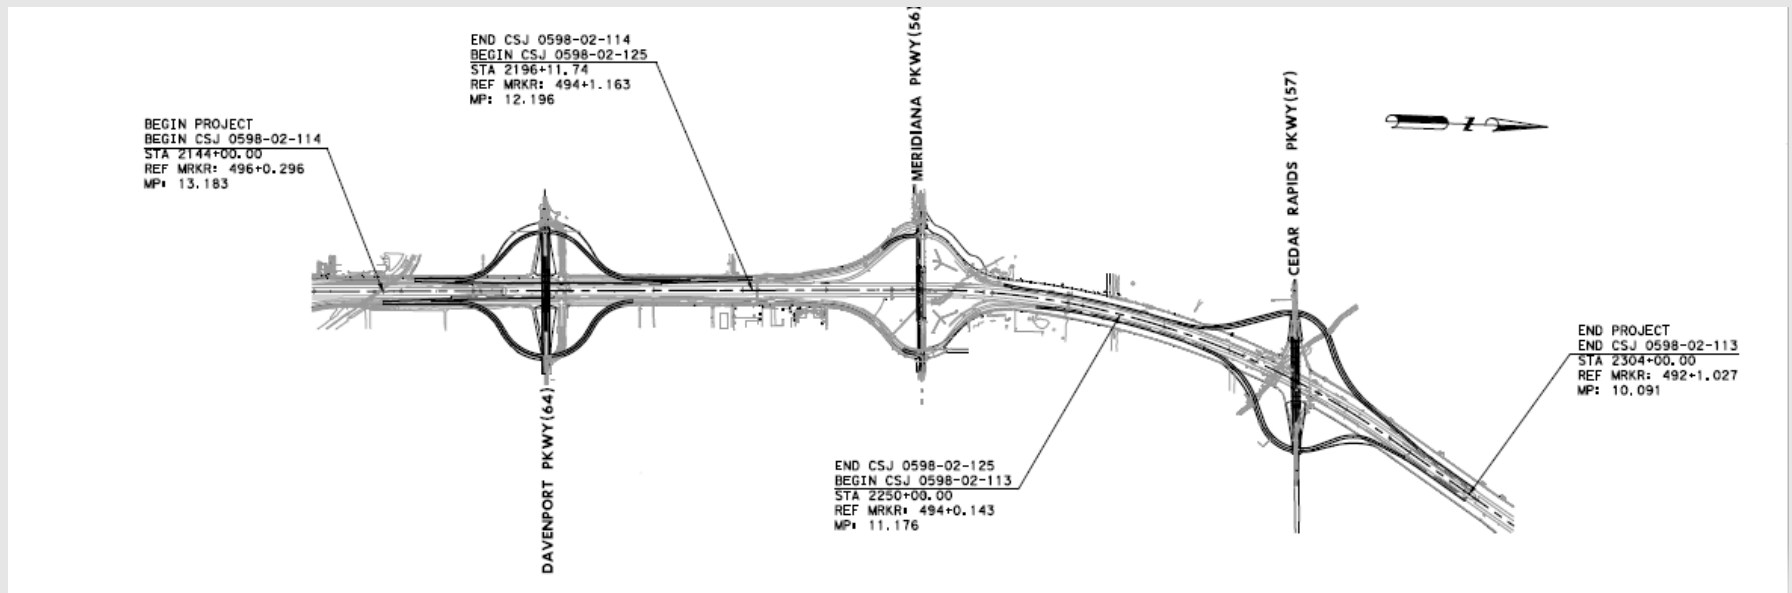 END CSJ 0598-02-114
BEGIN CSJ 0598-02-125
STA 2196+11.74
REF MRKR: 494+1.163
MP: 12.196
BEGIN PROJECT
BEGIN CSJ 0598-02-114
STA 2144+00.00
REF MRKR: 496+0.296
MP: 13.183
MERIDIANA PKWY(56)
CEDAR RAPIDS PKWY(57)
Z
END PROJECT
END CSJ 0598-02-113
STA 2304+00.00
REF MRKR: 492+1.027
MP: 10.091
DAVENPORT PKWY(64)
END CSJ 0598-02-125
BEGIN CSJ 0598-02-113
STA 2250+00.00
REF MRKR: 494+0.143
MP: 11.176